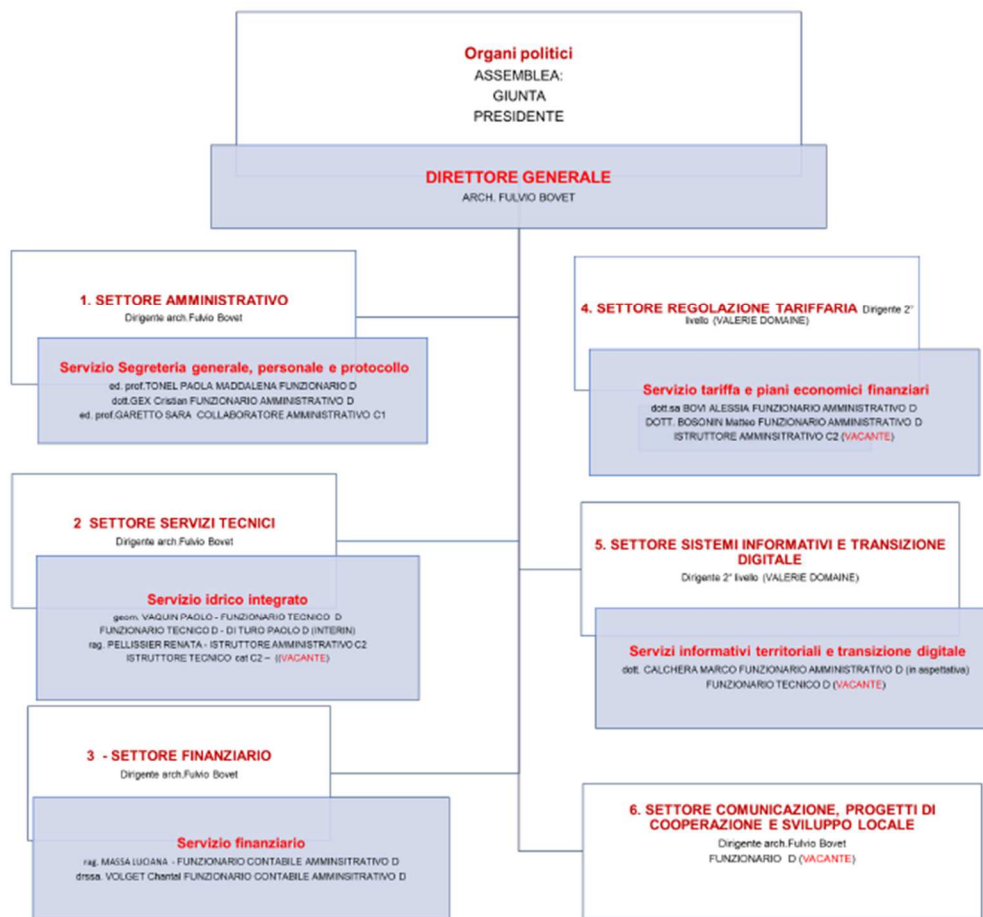 Organi politici
ASSEMBLEA:
GIUNTA
PRESIDENTE
DIRETTORE GENERALE
ARCH. FULVIO BOVET
1. SETTORE AMMINISTRATIVO
Dirigente arch.Fulvio Bovet
Servizio Segreteria generale, personale e protocollo
ed. prof.TONEL PAOLA MADDALENA FUNZIONARIO D
dott.GEX Cristian FUNZIONARIO AMMINISTRATIVO D
ed. prof.GARETTO SARA COLLABORATORE AMMINISTRATIVO C1
2 SETTORE SERVIZI TECNICI
Dirigente arch.Fulvio Bovet
Servizio idrico integrato
geom. VAQUIN PAOLO - FUNZIONARIO TECNICO D
FUNZIONARIO TECNICO D - DI TURO PAOLO D (INTERIN)
rag. PELLISSIER RENATA - ISTRUTTORE AMMINISTRATIVO C2
ISTRUTTORE TECNICO cat C2 – ((VACANTE)
3 - SETTORE FINANZIARIO
Dirigente arch.Fulvio Bovet
Servizio finanziario
rag. MASSA LUCIANA - FUNZIONARIO CONTABILE AMMINSITRATIVO D
drssa. VOLGET Chantal FUNZIONARIO CONTABILE AMMINSITRATIVO D
4. SETTORE REGOLAZIONE TARIFFARIA Dirigente 2°
livello (VALERIE DOMAINE)
Servizio tariffa e piani economici finanziari
dott.sa BOVI ALESSIA FUNZIONARIO AMMINISTRATIVO D
DOTT. BOSONIN Matteo FUNZIONARIO AMMINISTRATIVO D
ISTRUTTORE AMMINSITRATIVO C2 (VACANTE)
5. SETTORE SISTEMI INFORMATIVI E TRANSIZIONE
DIGITALE
Dirigente 2° livello (VALERIE DOMAINE)
Servizi informativi territoriali e transizione digitale
dott. CALCHERA MARCO FUNZIONARIO AMMINISTRATIVO D (in aspettativa)
FUNZIONARIO TECNICO D (VACANTE)
6. SETTORE COMUNICAZIONE, PROGETTI DI
COOPERAZIONE E SVILUPPO LOCALE
Dirigente arch.Fulvio Bovet
FUNZIONARIO D (VACANTE)